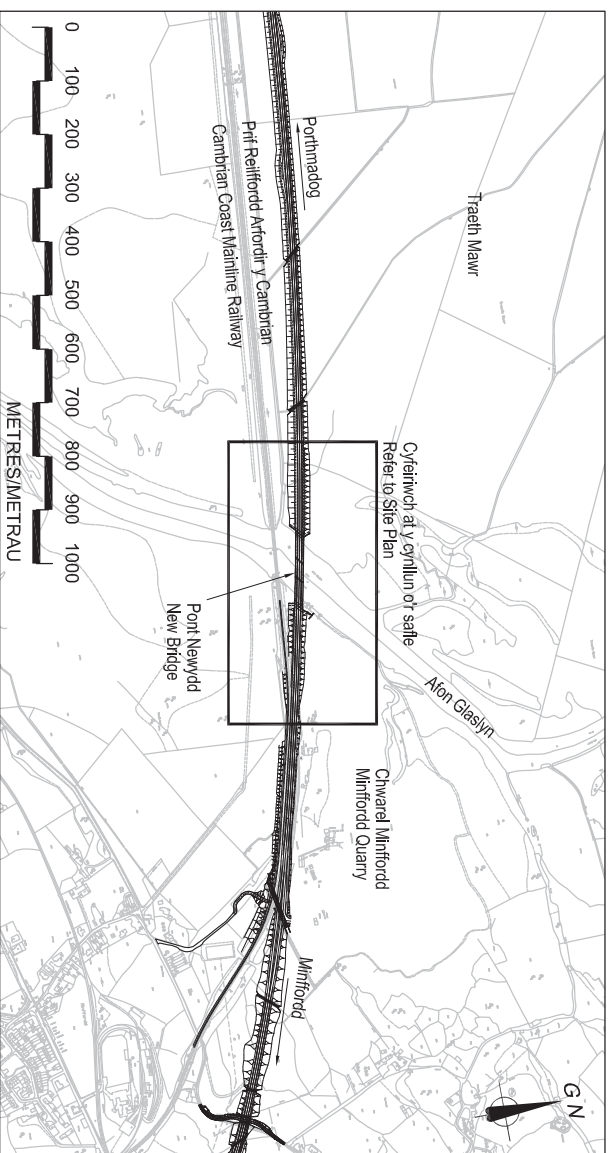 G N
Traeth Mawr
Cyfeiriwch at y cynllun o'r safle
Refer to Site Plan
Afon Glaslyn
Chwarel Minffordd
Minffordd Quarry
Porthmadog
Minffordd
Prif Reilffordd Arfordir y Cambrian
Cambrian Coast Mainline Railway
Pont Newydd
New Bridge
0 100 200 300 400 500 600 700 800 900 1000
METRES/METRAU